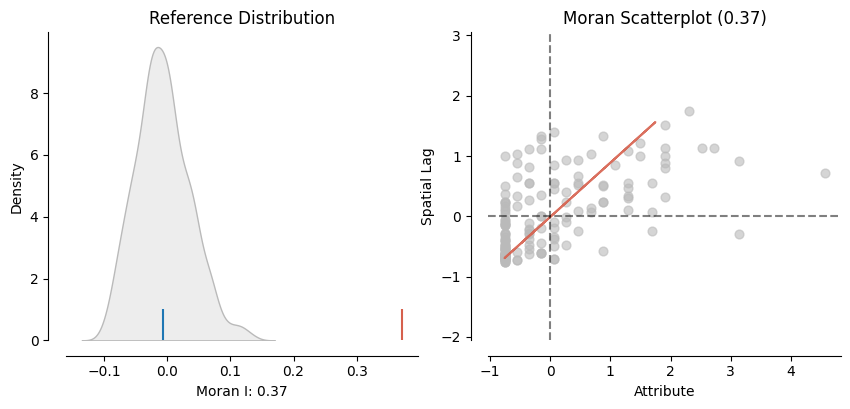 Reference Distribution
Density
8
6
4
2
0
−0.1 0.0 0.1 0.2 0.3
Moran I: 0.37
Moran Scatterplot (0.37)
Spatial Lag
3
2
1
0
−1
−2
−1 0 1 2 3 4
Attribute